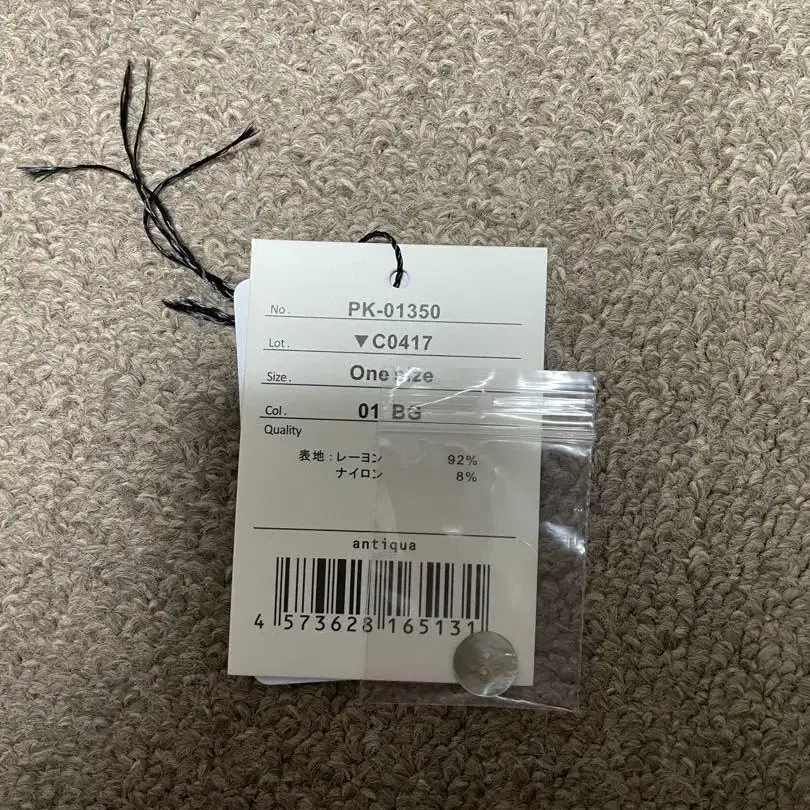 No. PK-01350
Lot. ▼C0417
Size. One size
Col. 01 BG
Quality
表地：レーヨン 92%
ナイロン 8%
antiqua
4 573628 165131